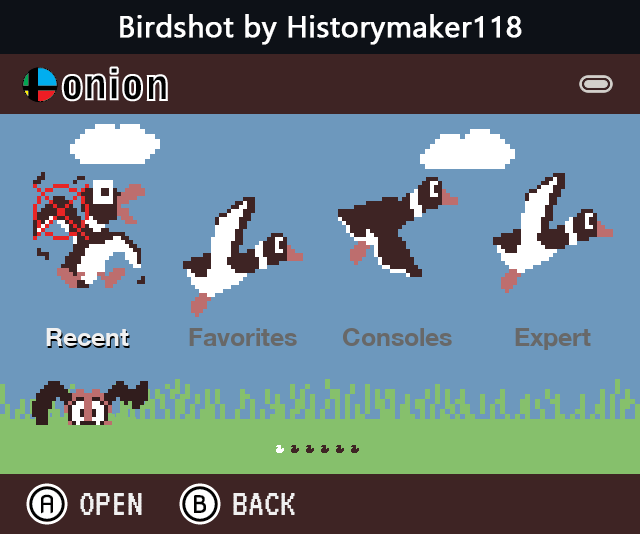 Birdshot by Historymaker118
onion
Recent Favorites Consoles Expert
A OPEN B BACK